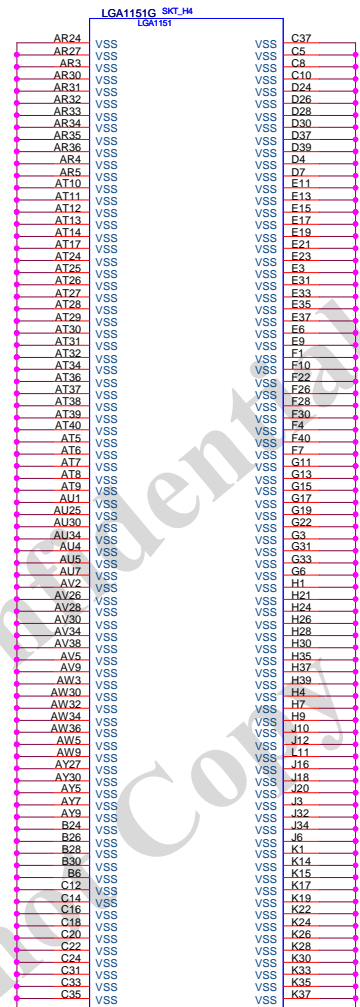 LGA1151G SKT_H4
LGA1151
AR24 VSS VSS C37
AR27 VSS VSS C5
AR3 VSS VSS C8
AR30 VSS VSS C10
AR31 VSS VSS D24
AR32 VSS VSS D26
AR33 VSS VSS D28
AR34 VSS VSS D30
AR35 VSS VSS D37
AR36 VSS VSS D39
AR4 VSS VSS D4
AR5 VSS VSS D7
AT10 VSS VSS E11
AT11 VSS VSS E13
AT12 VSS VSS E15
AT13 VSS VSS E17
AT14 VSS VSS E19
AT17 VSS VSS E21
AT24 VSS VSS E23
AT25 VSS VSS E3
AT26 VSS VSS E31
AT27 VSS VSS E33
AT28 VSS VSS E35
AT29 VSS VSS E37
AT30 VSS VSS E6
AT31 VSS VSS E9
AT32 VSS VSS F1
AT34 VSS VSS F10
AT36 VSS VSS F22
AT37 VSS VSS F26
AT38 VSS VSS F28
AT39 VSS VSS F30
AT40 VSS VSS F4
AT5 VSS VSS F40
AT6 VSS VSS F7
AT7 VSS VSS G11
AT8 VSS VSS G13
AT9 VSS VSS G15
AU1 VSS VSS G17
AU25 VSS VSS G19
AU30 VSS VSS G22
AU34 VSS VSS G3
AU4 VSS VSS G31
AU5 VSS VSS G33
AU7 VSS VSS G6
AV2 VSS VSS H1
AV26 VSS VSS H21
AV28 VSS VSS H24
AV30 VSS VSS H26
AV34 VSS VSS H28
AV38 VSS VSS H30
AV5 VSS VSS H35
AV9 VSS VSS H37
AW3 VSS VSS H39
AW30 VSS VSS H4
AW32 VSS VSS H7
AW34 VSS VSS H9
AW36 VSS VSS J10
AW5 VSS VSS J12
AW9 VSS VSS L11
AY27 VSS VSS J16
AY30 VSS VSS J18
AY5 VSS VSS J20
AY7 VSS VSS J3
AY9 VSS VSS J32
B24 VSS VSS J34
B26 VSS VSS J6
B28 VSS VSS K1
B30 VSS VSS K14
B6 VSS VSS K15
C12 VSS VSS K17
C14 VSS VSS K19
C16 VSS VSS K22
C18 VSS VSS K24
C20 VSS VSS K26
C22 VSS VSS K28
C24 VSS VSS K30
C31 VSS VSS K33
C33 VSS VSS K35
C35 VSS VSS K37
nfidential
not Copy